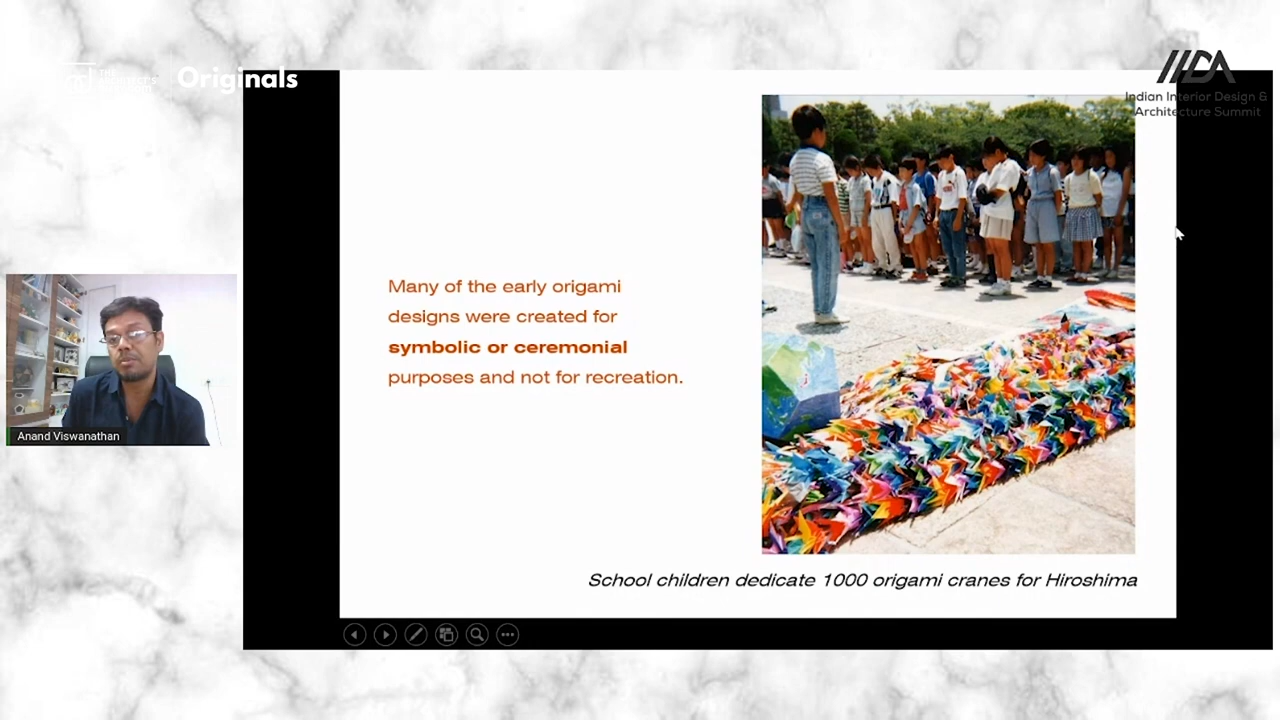 Originals
IIDA
Indian Interior Design &
Architecture Summit
Many of the early origami
designs were created for
symbolic or ceremonial
purposes and not for recreation.
Anand Viswanathan
School children dedicate 1000 origami cranes for Hiroshima